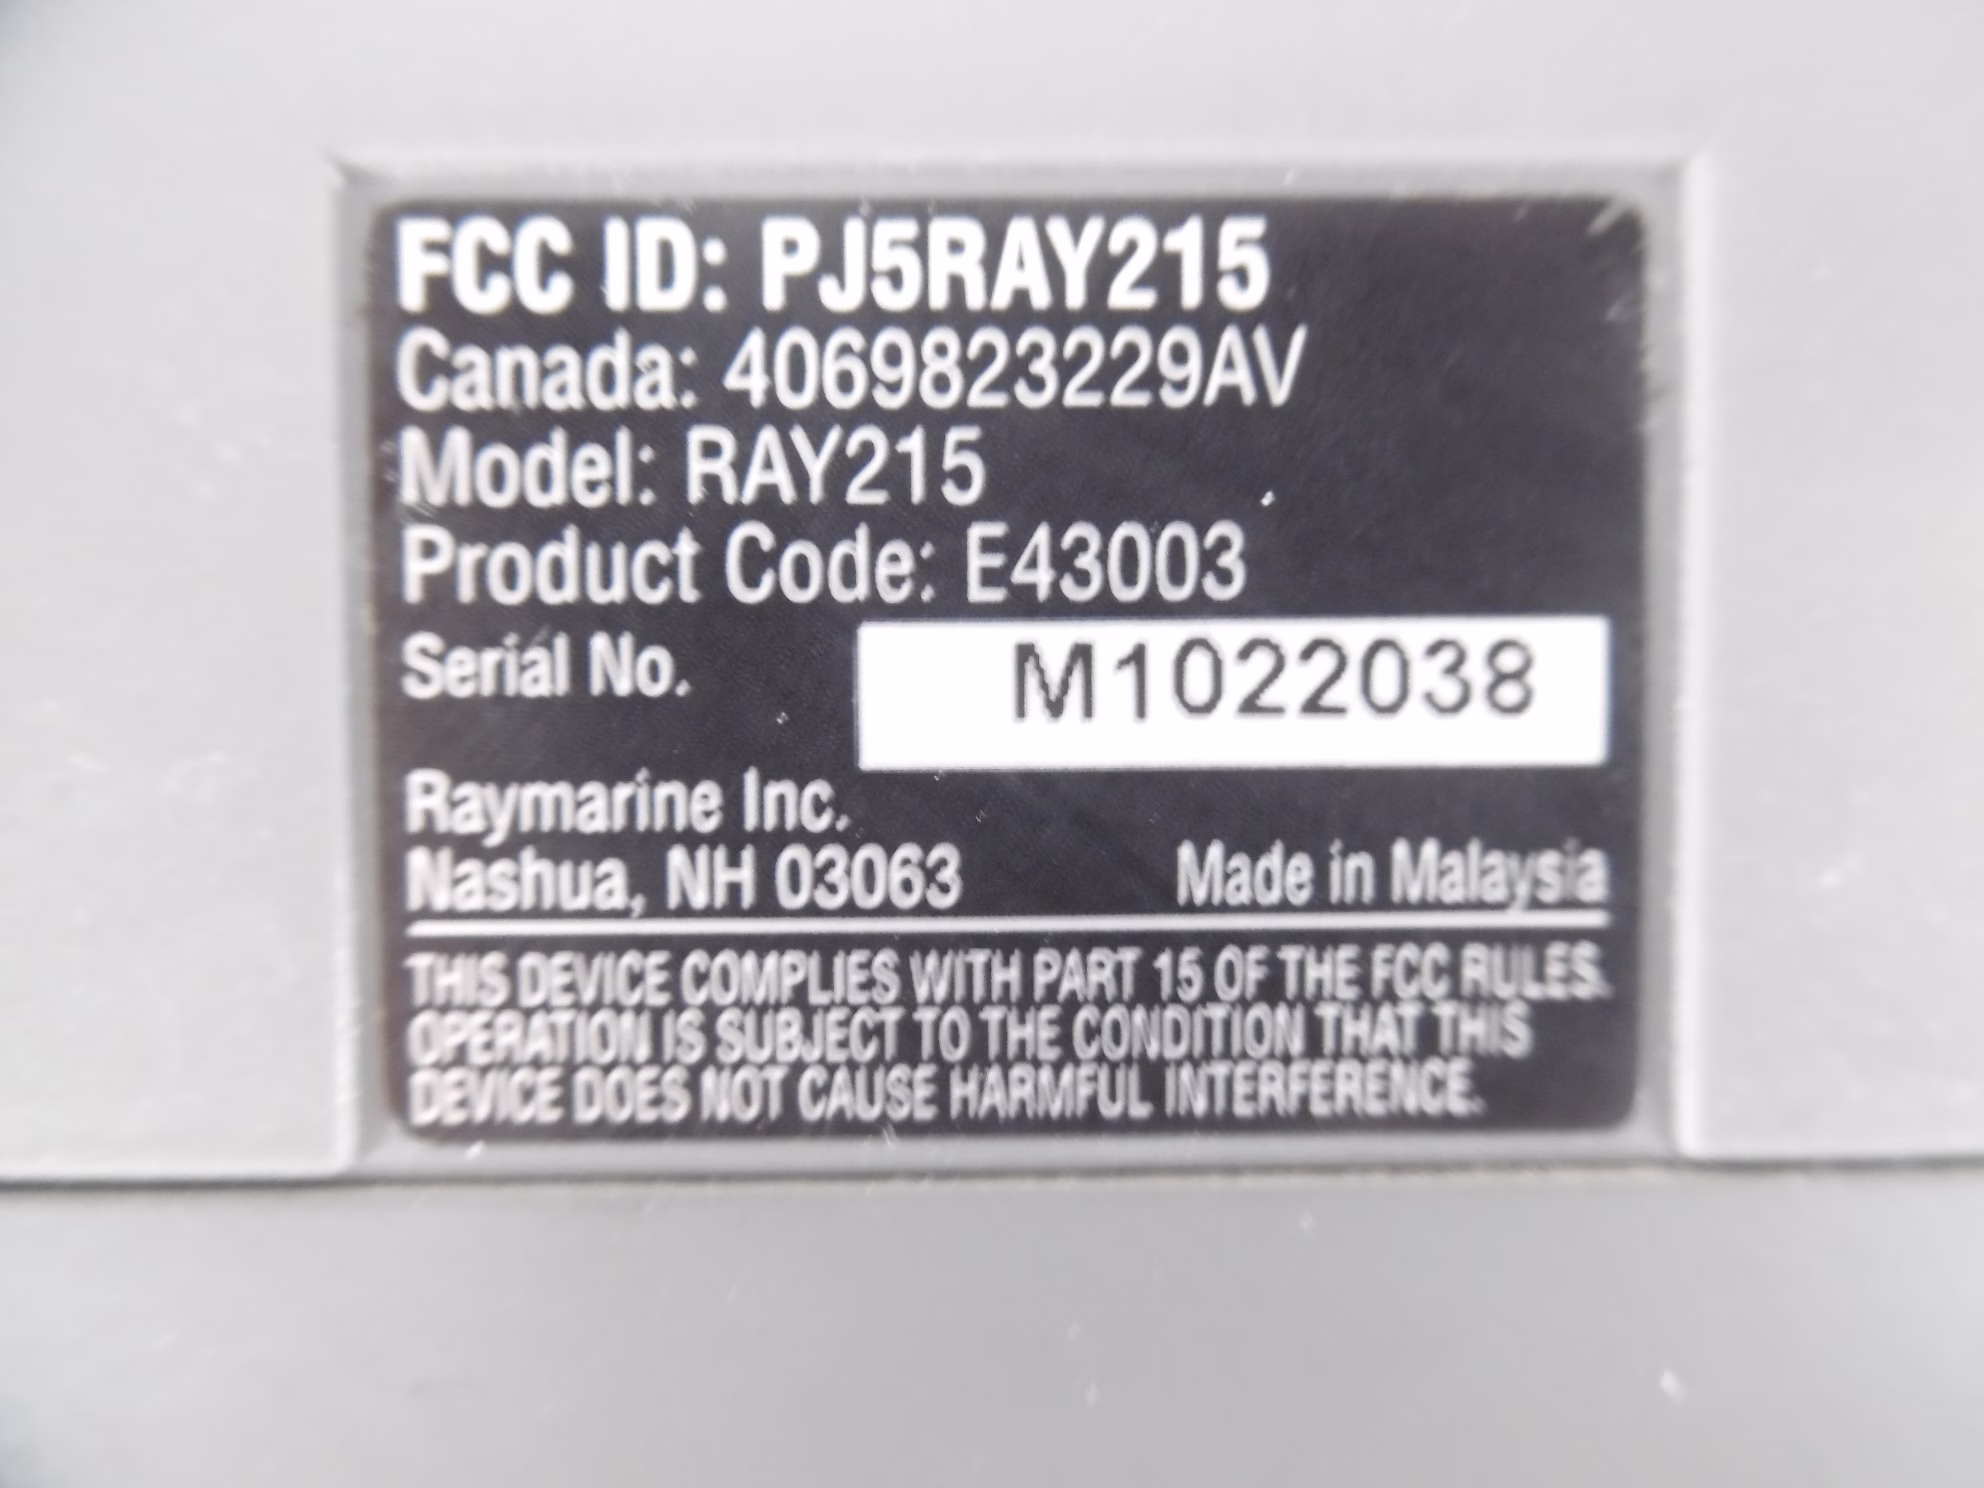 FCC ID: PJ5RAY215
Canada: 4069823229AV
Model: RAY215
Product Code: E43003
Serial No. M1022038
Raymarine Inc.
Nashua, NH 03063 Made in Malaysia
THIS DEVICE COMPLIES WITH PART 15 OF THE FCC RULES.
OPERATION IS SUBJECT TO THE CONDITION THAT THIS
DEVICE DOES NOT CAUSE HARMFUL INTERFERENCE.